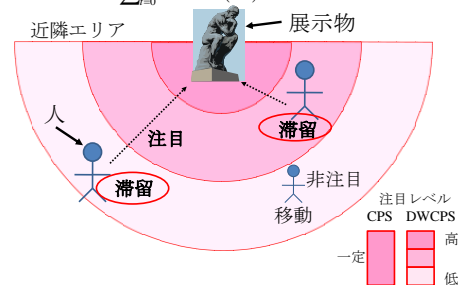 近隣エリア
展示物
人
注目
滞留
滞留
非注目
移動
注目レベル
CPS DWCPS
一定
高
低